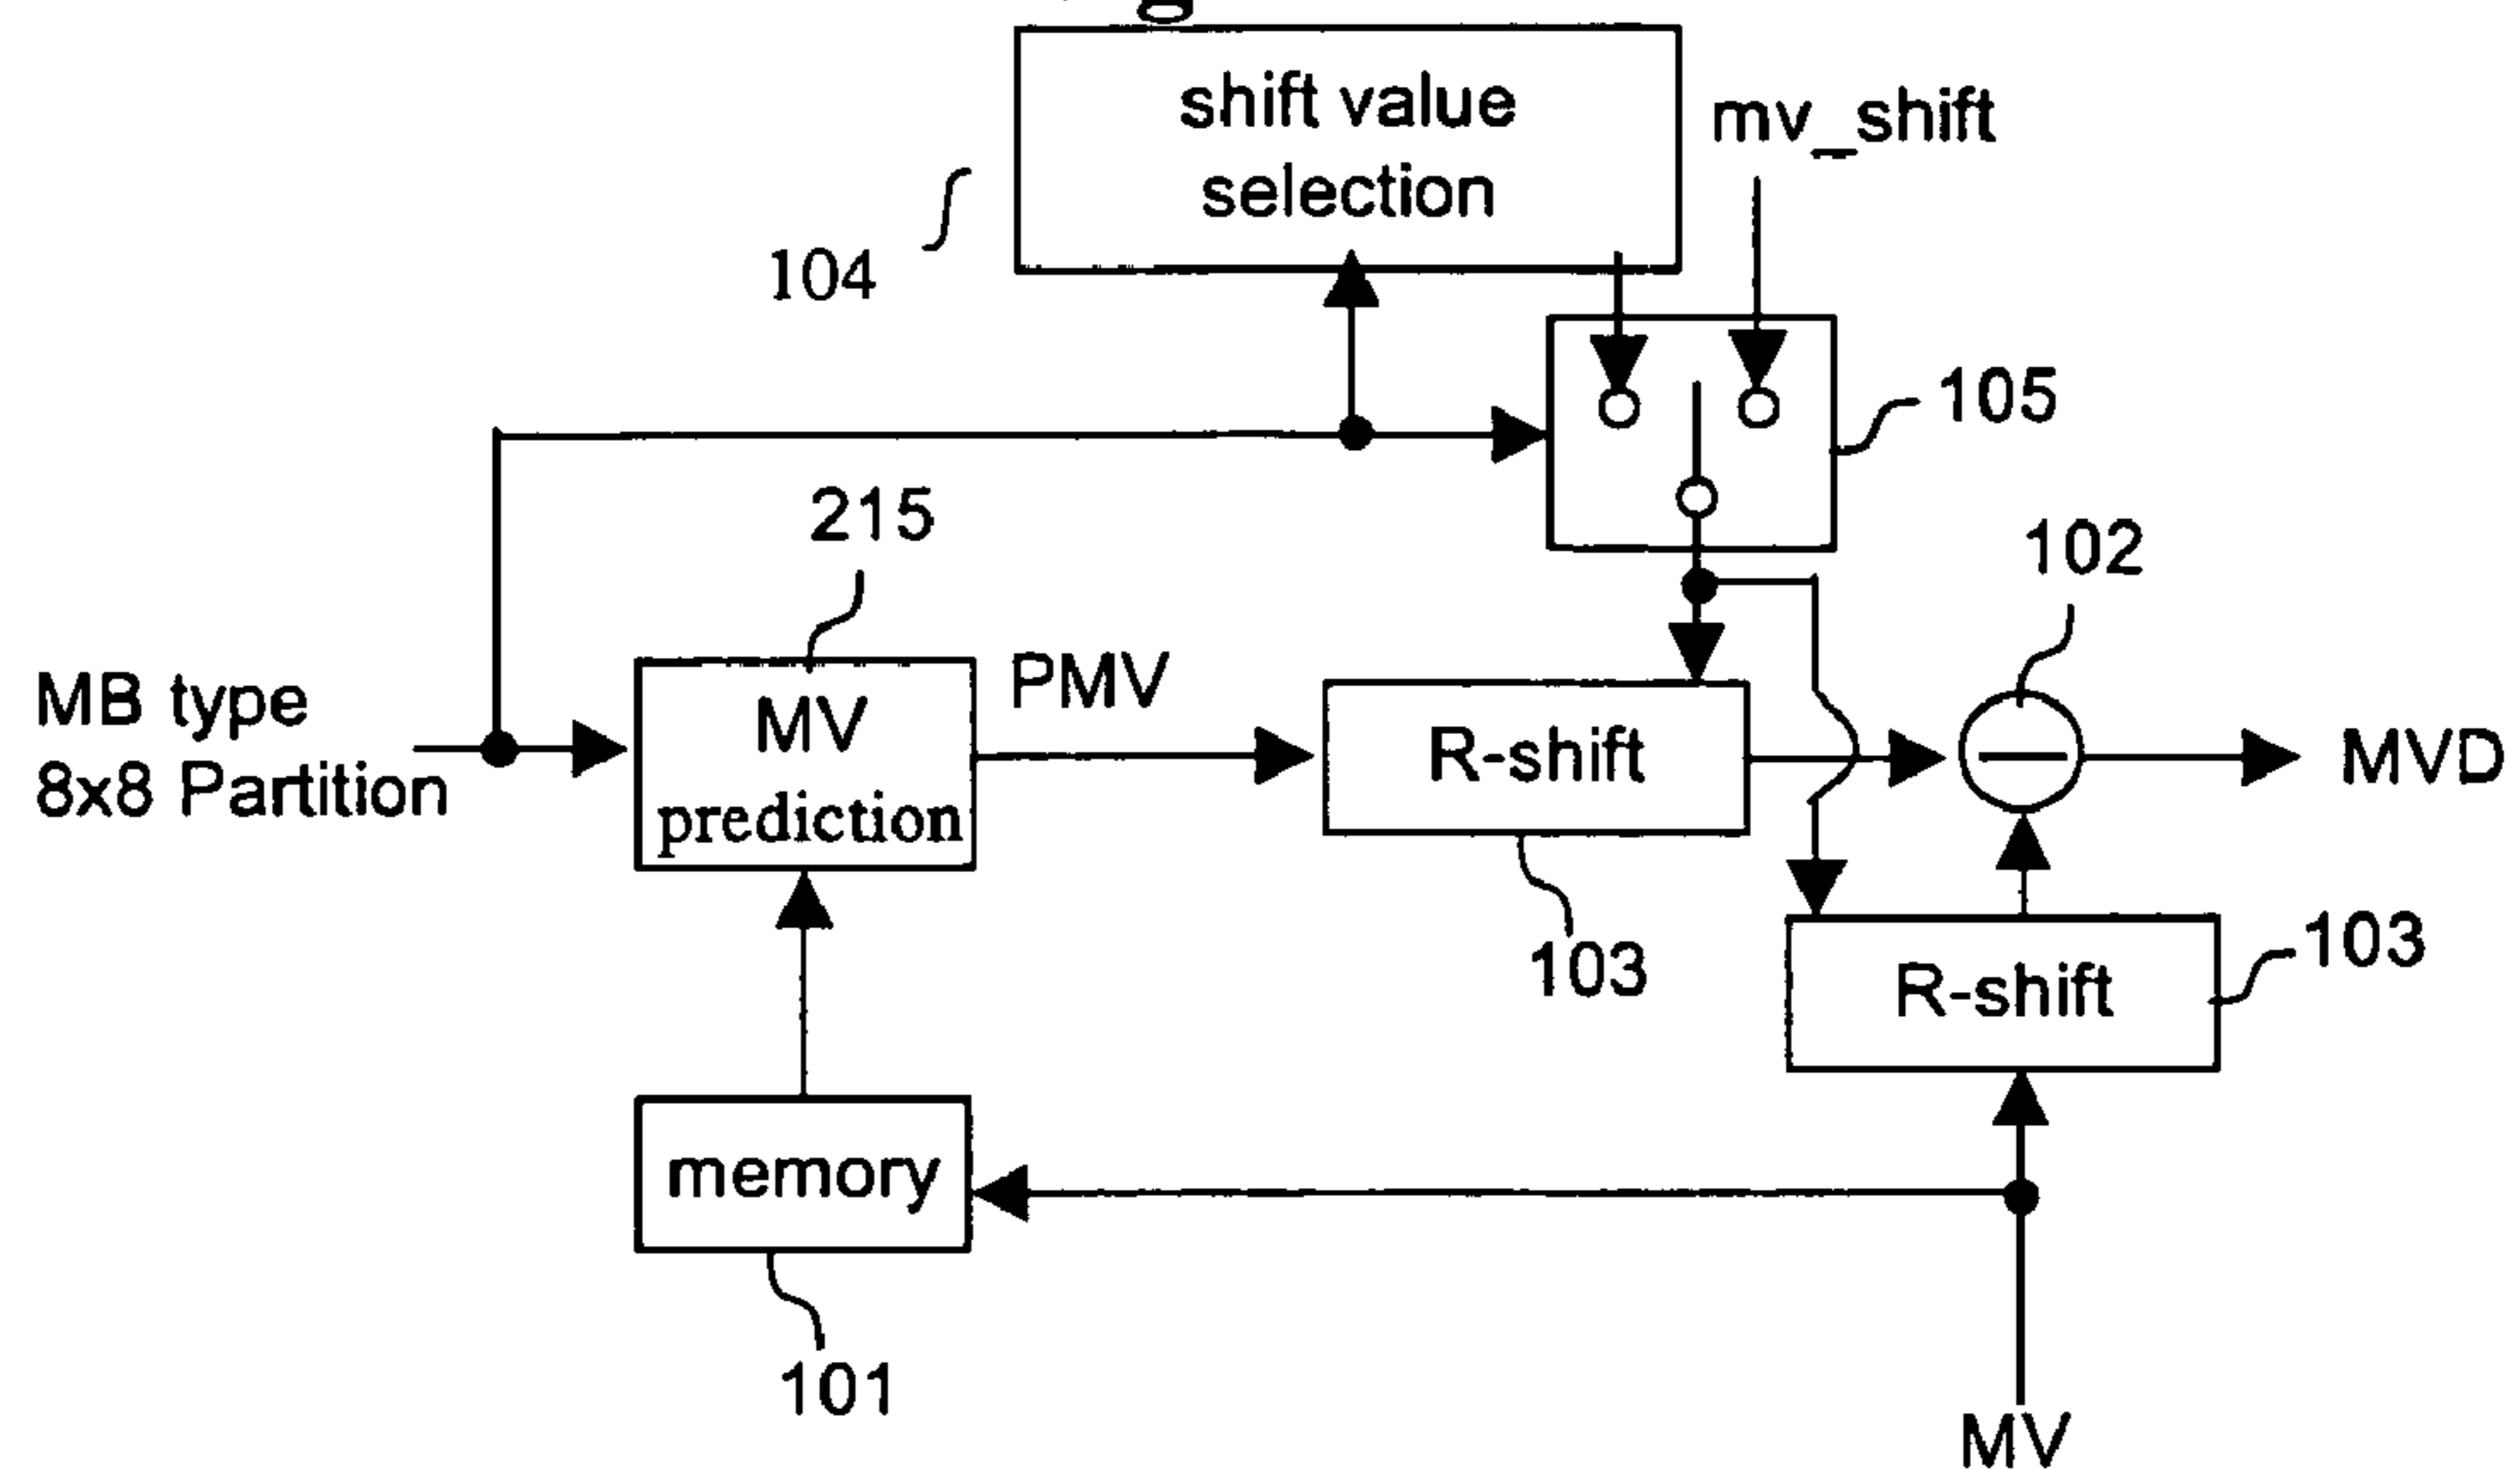 shift value
selection
mv_shift
104
105
215
102
MB type
8x8 Partition
MV
prediction
PMV
R-shift
MVD
103
R-shift
103
memory
101
MV